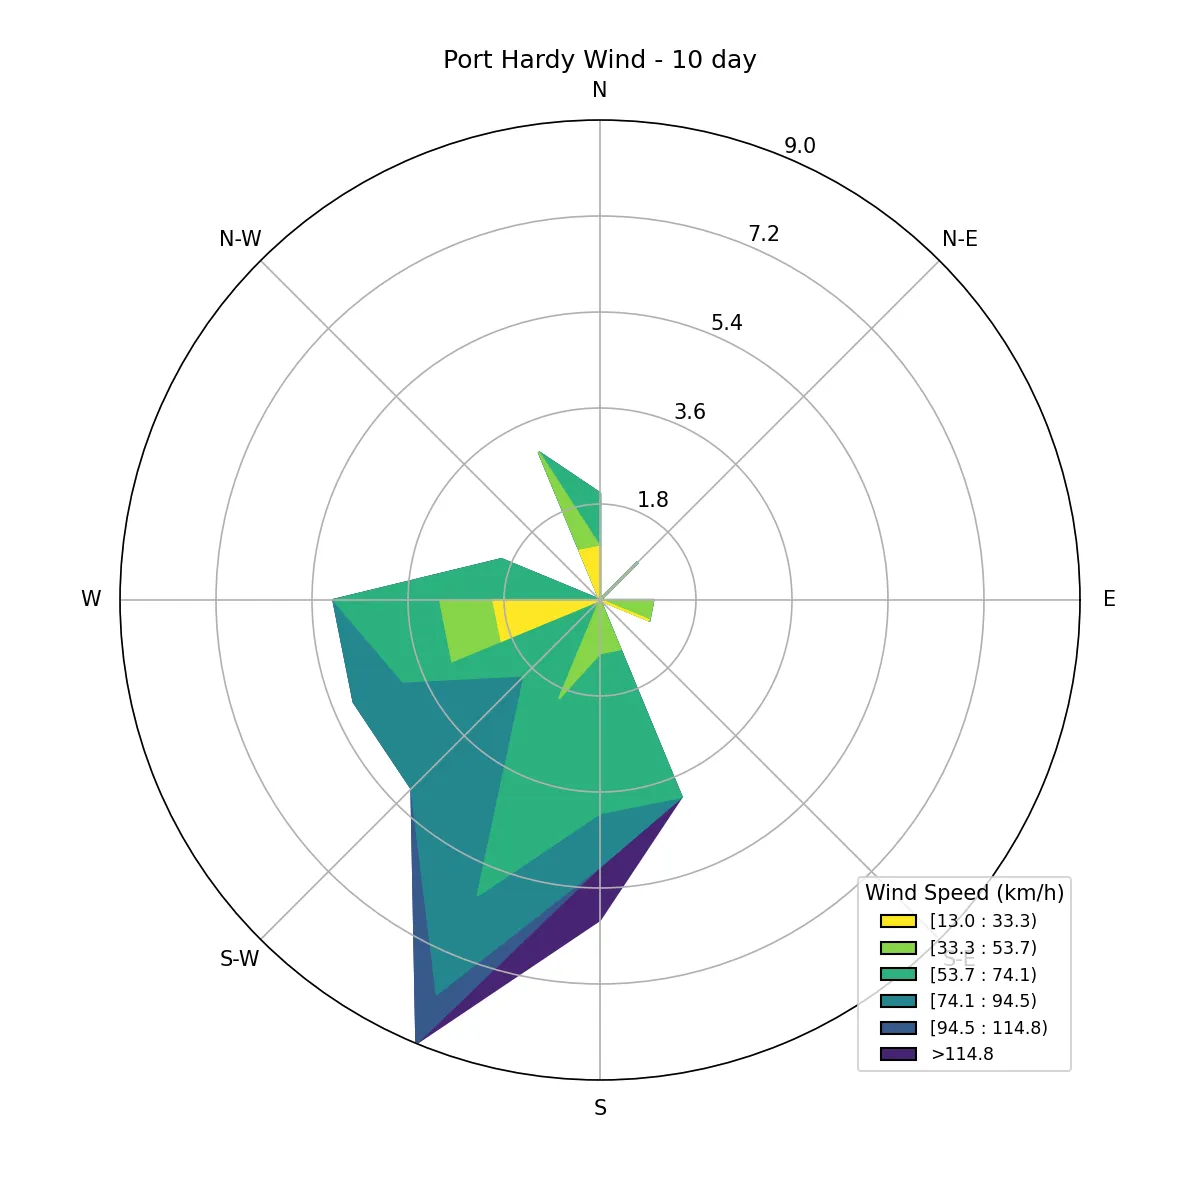 Port Hardy Wind - 10 day
N
9.0
N-W
7.2
N-E
5.4
3.6
1.8
W
E
S-W
S-E
S
Wind Speed (km/h)
[13.0 : 33.3)
[33.3 : 53.7)
[53.7 : 74.1)
[74.1 : 94.5)
[94.5 : 114.8)
>114.8